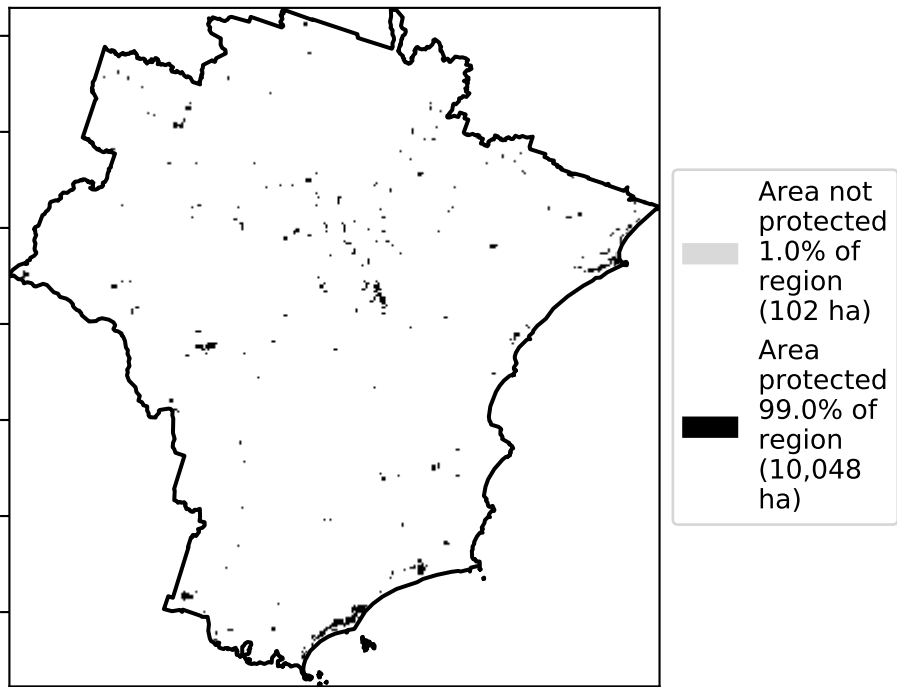 Area not
protected
1.0% of
region
(102 ha)
Area
protected
99.0% of
region
(10,048
ha)